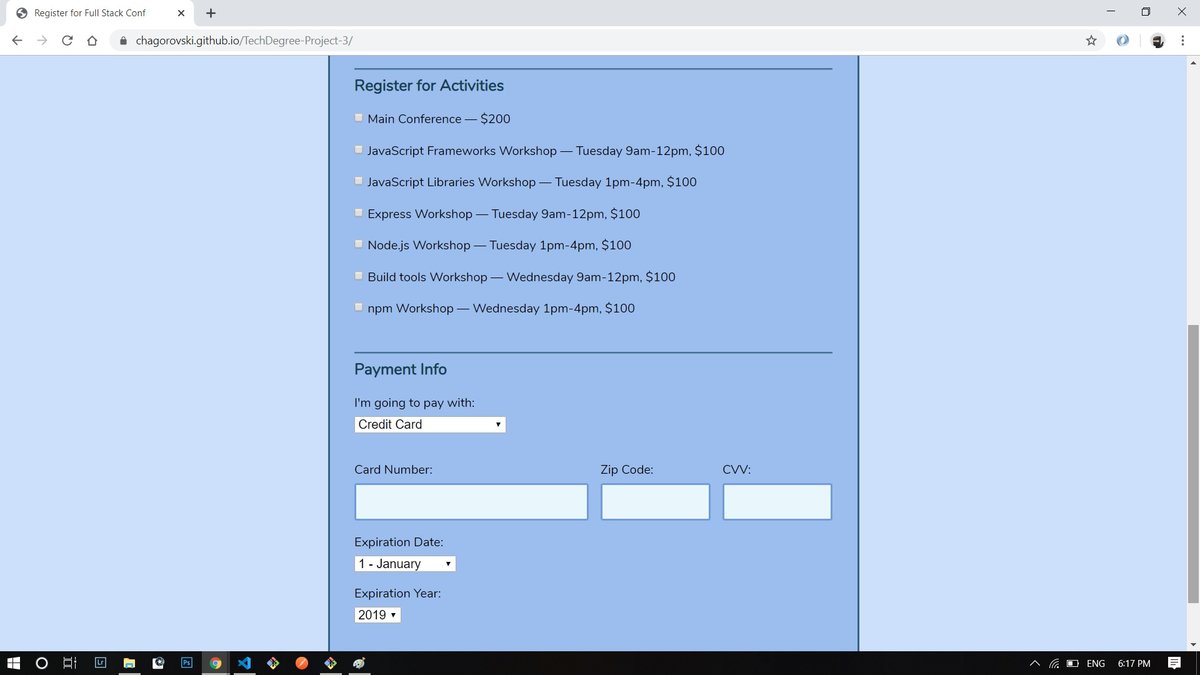 Register for Full Stack Conf
chagorovski.github.io/TechDegree-Project-3/
Register for Activities
Main Conference — $200
JavaScript Frameworks Workshop — Tuesday 9am-12pm, $100
JavaScript Libraries Workshop — Tuesday 1pm-4pm, $100
Express Workshop — Tuesday 9am-12pm, $100
Node.js Workshop — Tuesday 1pm-4pm, $100
Build tools Workshop — Wednesday 9am-12pm, $100
npm Workshop — Wednesday 1pm-4pm, $100
Payment Info
I'm going to pay with:
Credit Card
Card Number: Zip Code: CVV:
Expiration Date:
1 - January
Expiration Year:
2019
Lr Ps ENG 6:17 PM